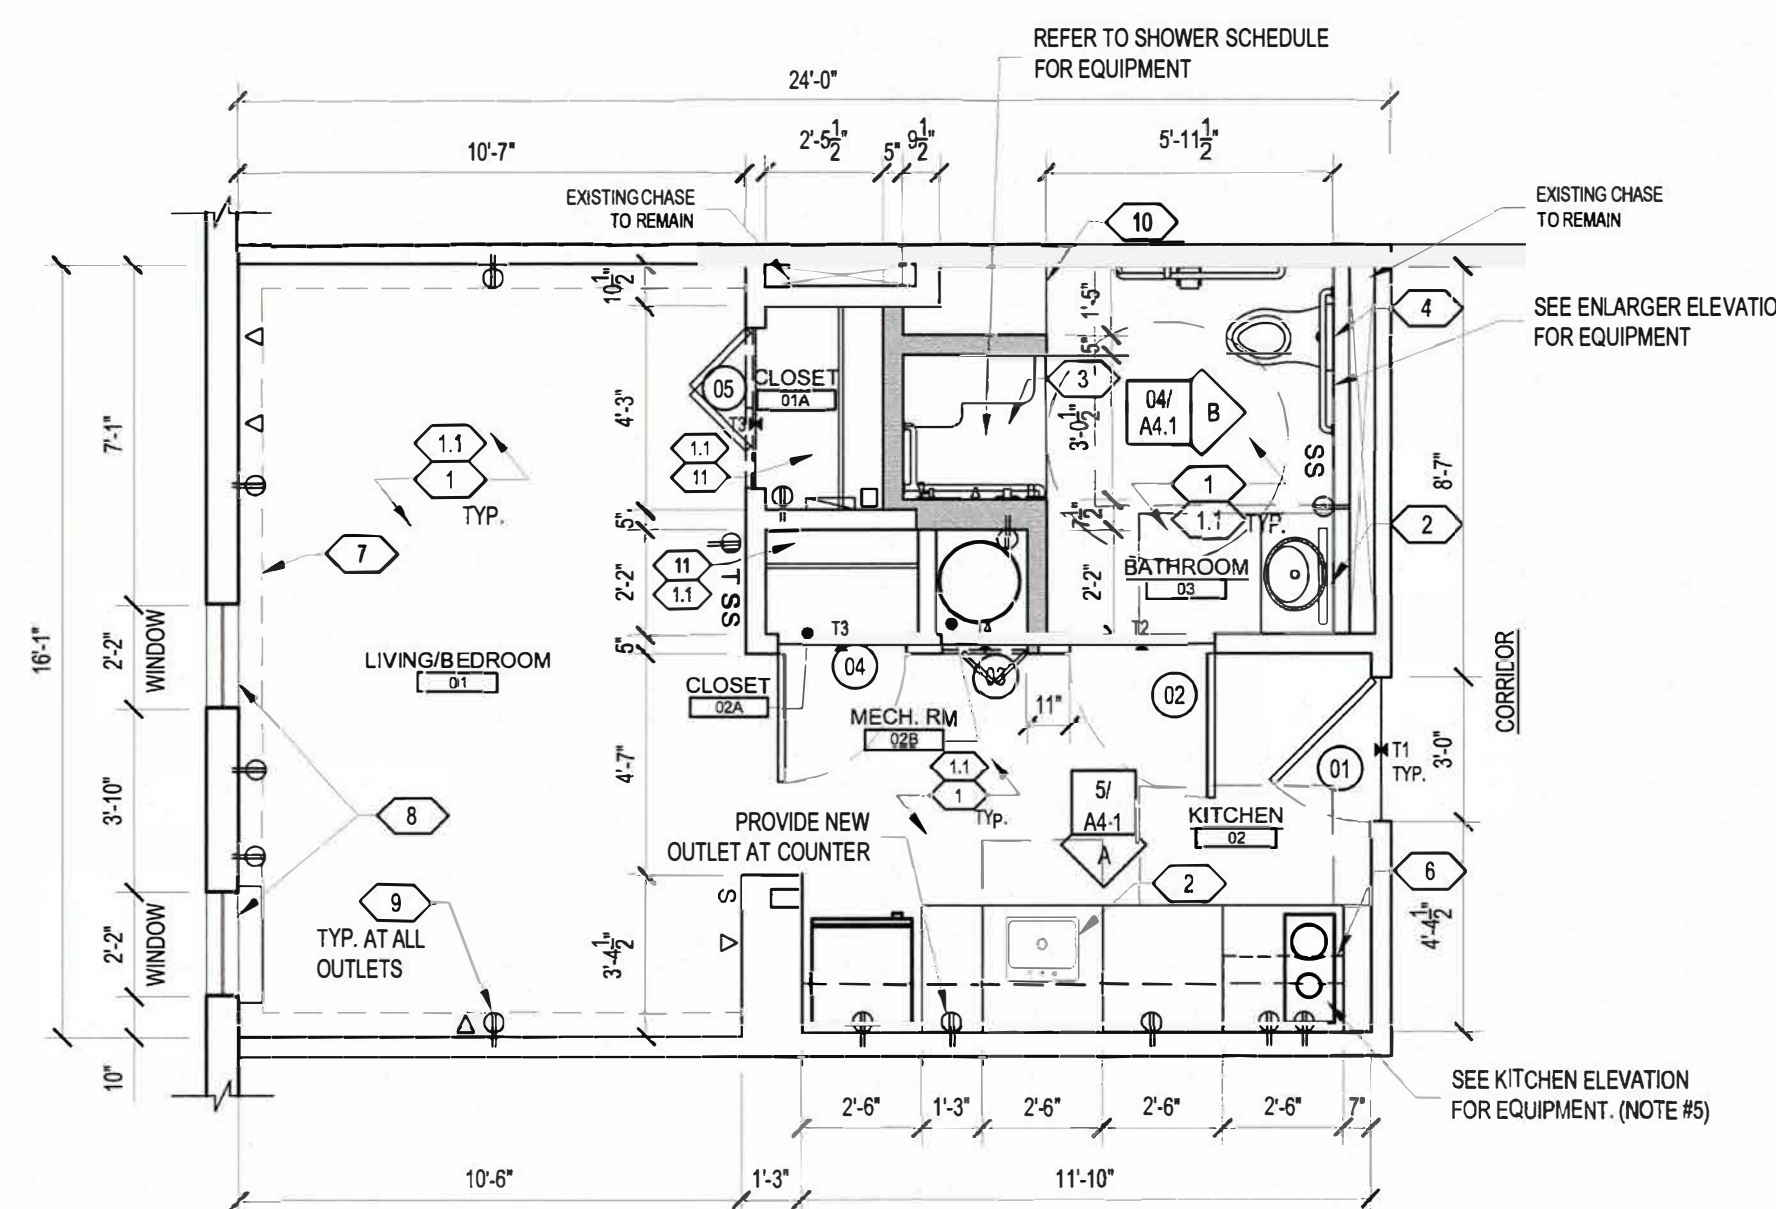 REFER TO SHOWER SCHEDULE
FOR EQUIPMENT
24'-0"
10'-7"
2'-5 1/2"
5"
9 1/2"
5'-11 1/2"
EXISTING CHASE
TO REMAIN
10
EXISTING CHASE
TO REMAIN
10 1/2"
1'-5"
4
SEE ENLARGER ELEVATIO
FOR EQUIPMENT
5"
05
CLOSET
01A
3
04/
A4.1
B
T3
4'-3"
3'-0 1/2"
7'-1"
1.1
1
TYP.
1.1
11
SS
8'-7"
1
1.1
TYP.
7 1/2"
5"
2
7
11
1.1
T SS
2'-2"
2'-2"
BATHROOM
03
16'-1"
2'-2"
WINDOW
T3
T2
5"
LIVING/BEDROOM
01
04
03
02
CLOSET
02A
11"
MECH. RM
02B
CORRIDOR
T1
TYP.
3'-0"
01
4'-7"
1.1
1
TYP.
5/
A4.1
A
3'-10"
8
PROVIDE NEW
OUTLET AT COUNTER
KITCHEN
02
6
2
9
TYP. AT ALL
OUTLETS
S
2'-2"
WINDOW
3'-4 1/2"
4'-4 1/2"
10"
SEE KITCHEN ELEVATION
FOR EQUIPMENT. (NOTE #5)
2'-6"
1'-3"
2'-6"
2'-6"
2'-6"
7"
10'-6"
1'-3"
11'-10"